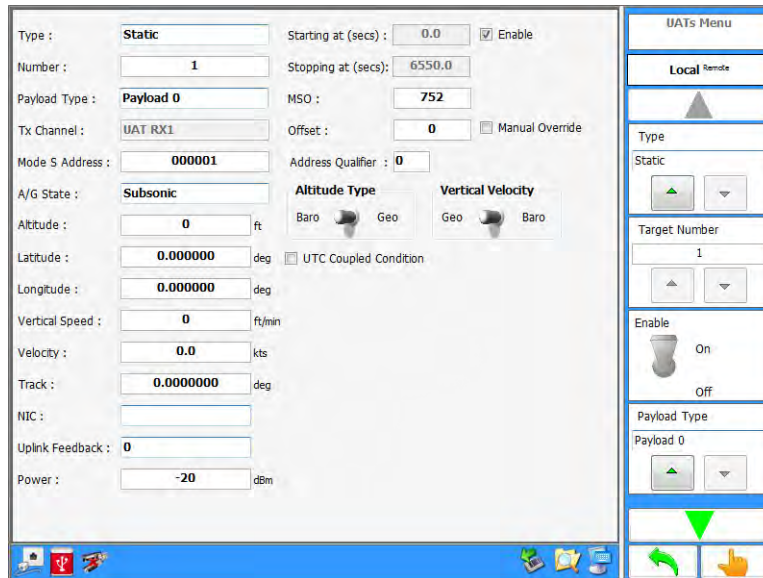 Type : Static Starting at (secs) : 0.0 Enable
Number : 1 Stopping at (secs): 6550.0
Payload Type : Payload 0 MSO : 752
Tx Channel : UAT RX1 Offset : 0 Manual Override
Mode S Address : 000001 Address Qualifier : 0
A/G State : Subsonic Altitude Type Vertical Velocity
Baro Geo Geo Baro
Altitude : 0 ft
Latitude : 0.000000 deg UTC Coupled Condition
Longitude : 0.000000 deg
Vertical Speed : 0 ft/min
Velocity : 0.0 kts
Track : 0.0000000 deg
NIC :
Uplink Feedback : 0
Power : -20 dBm
UATs Menu
Local Remote
Type
Static
Target Number
1
Enable
On
Off
Payload Type
Payload 0